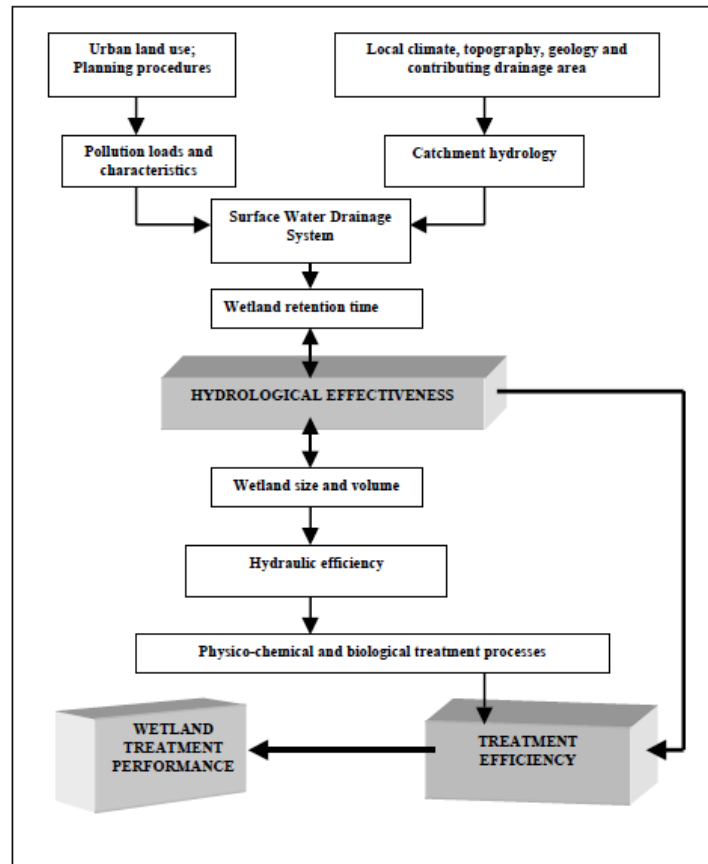 Urban land use;
Planning procedures
Local climate, topography, geology and
contributing drainage area
Pollution loads and
characteristics
Catchment hydrology
Surface Water Drainage
System
Wetland retention time
HYDROLOGICAL EFFECTIVENESS
Wetland size and volume
Hydraulic efficiency
Physico-chemical and biological treatment processes
WETLAND
TREATMENT
PERFORMANCE
TREATMENT
EFFICIENCY